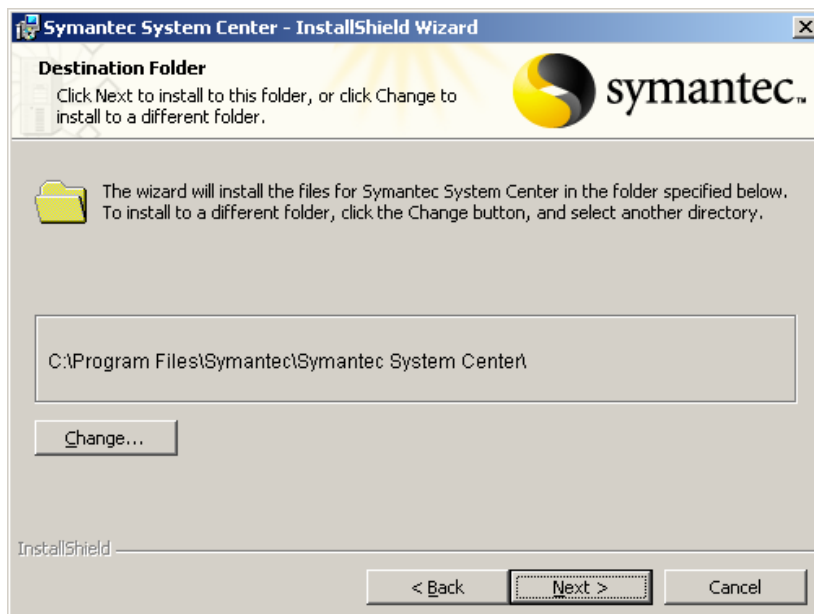 Symantec System Center - InstallShield Wizard
Destination Folder
Click Next to install to this folder, or click Change to
install to a different folder.
symantec™
The wizard will install the files for Symantec System Center in the folder specified below.
To install to a different folder, click the Change button, and select another directory.
C:\Program Files\Symantec\Symantec System Center\
Change...
InstallShield
< Back
Next >
Cancel